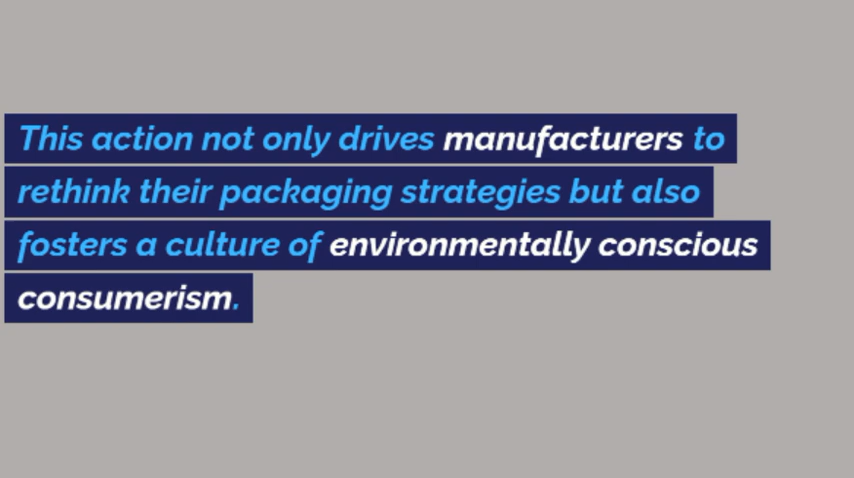 This action not only drives manufacturers to
rethink their packaging strategies but also
fosters a culture of environmentally conscious
consumerism.